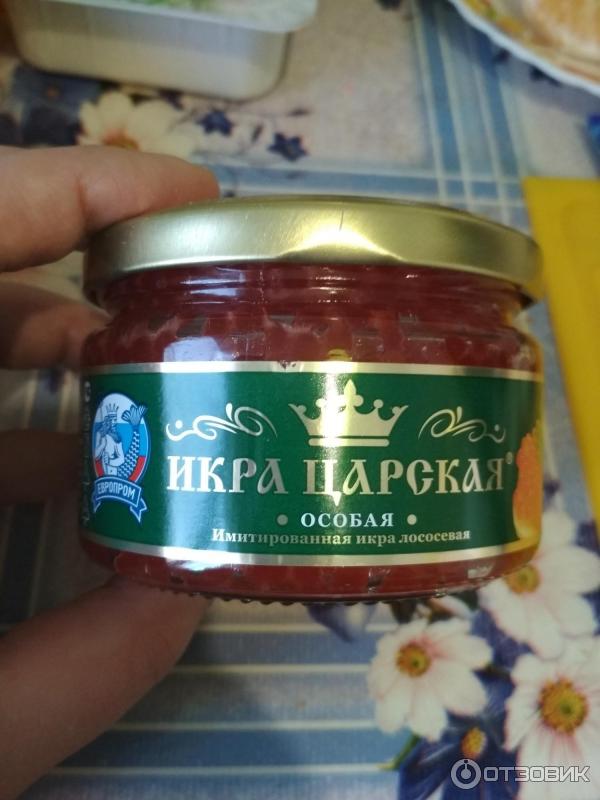 ИКРА ЦАРСКАЯ®
• ОСОБАЯ •
Имитированная икра лососевая
ЕВРОПРОМ
ОТЗОВИК